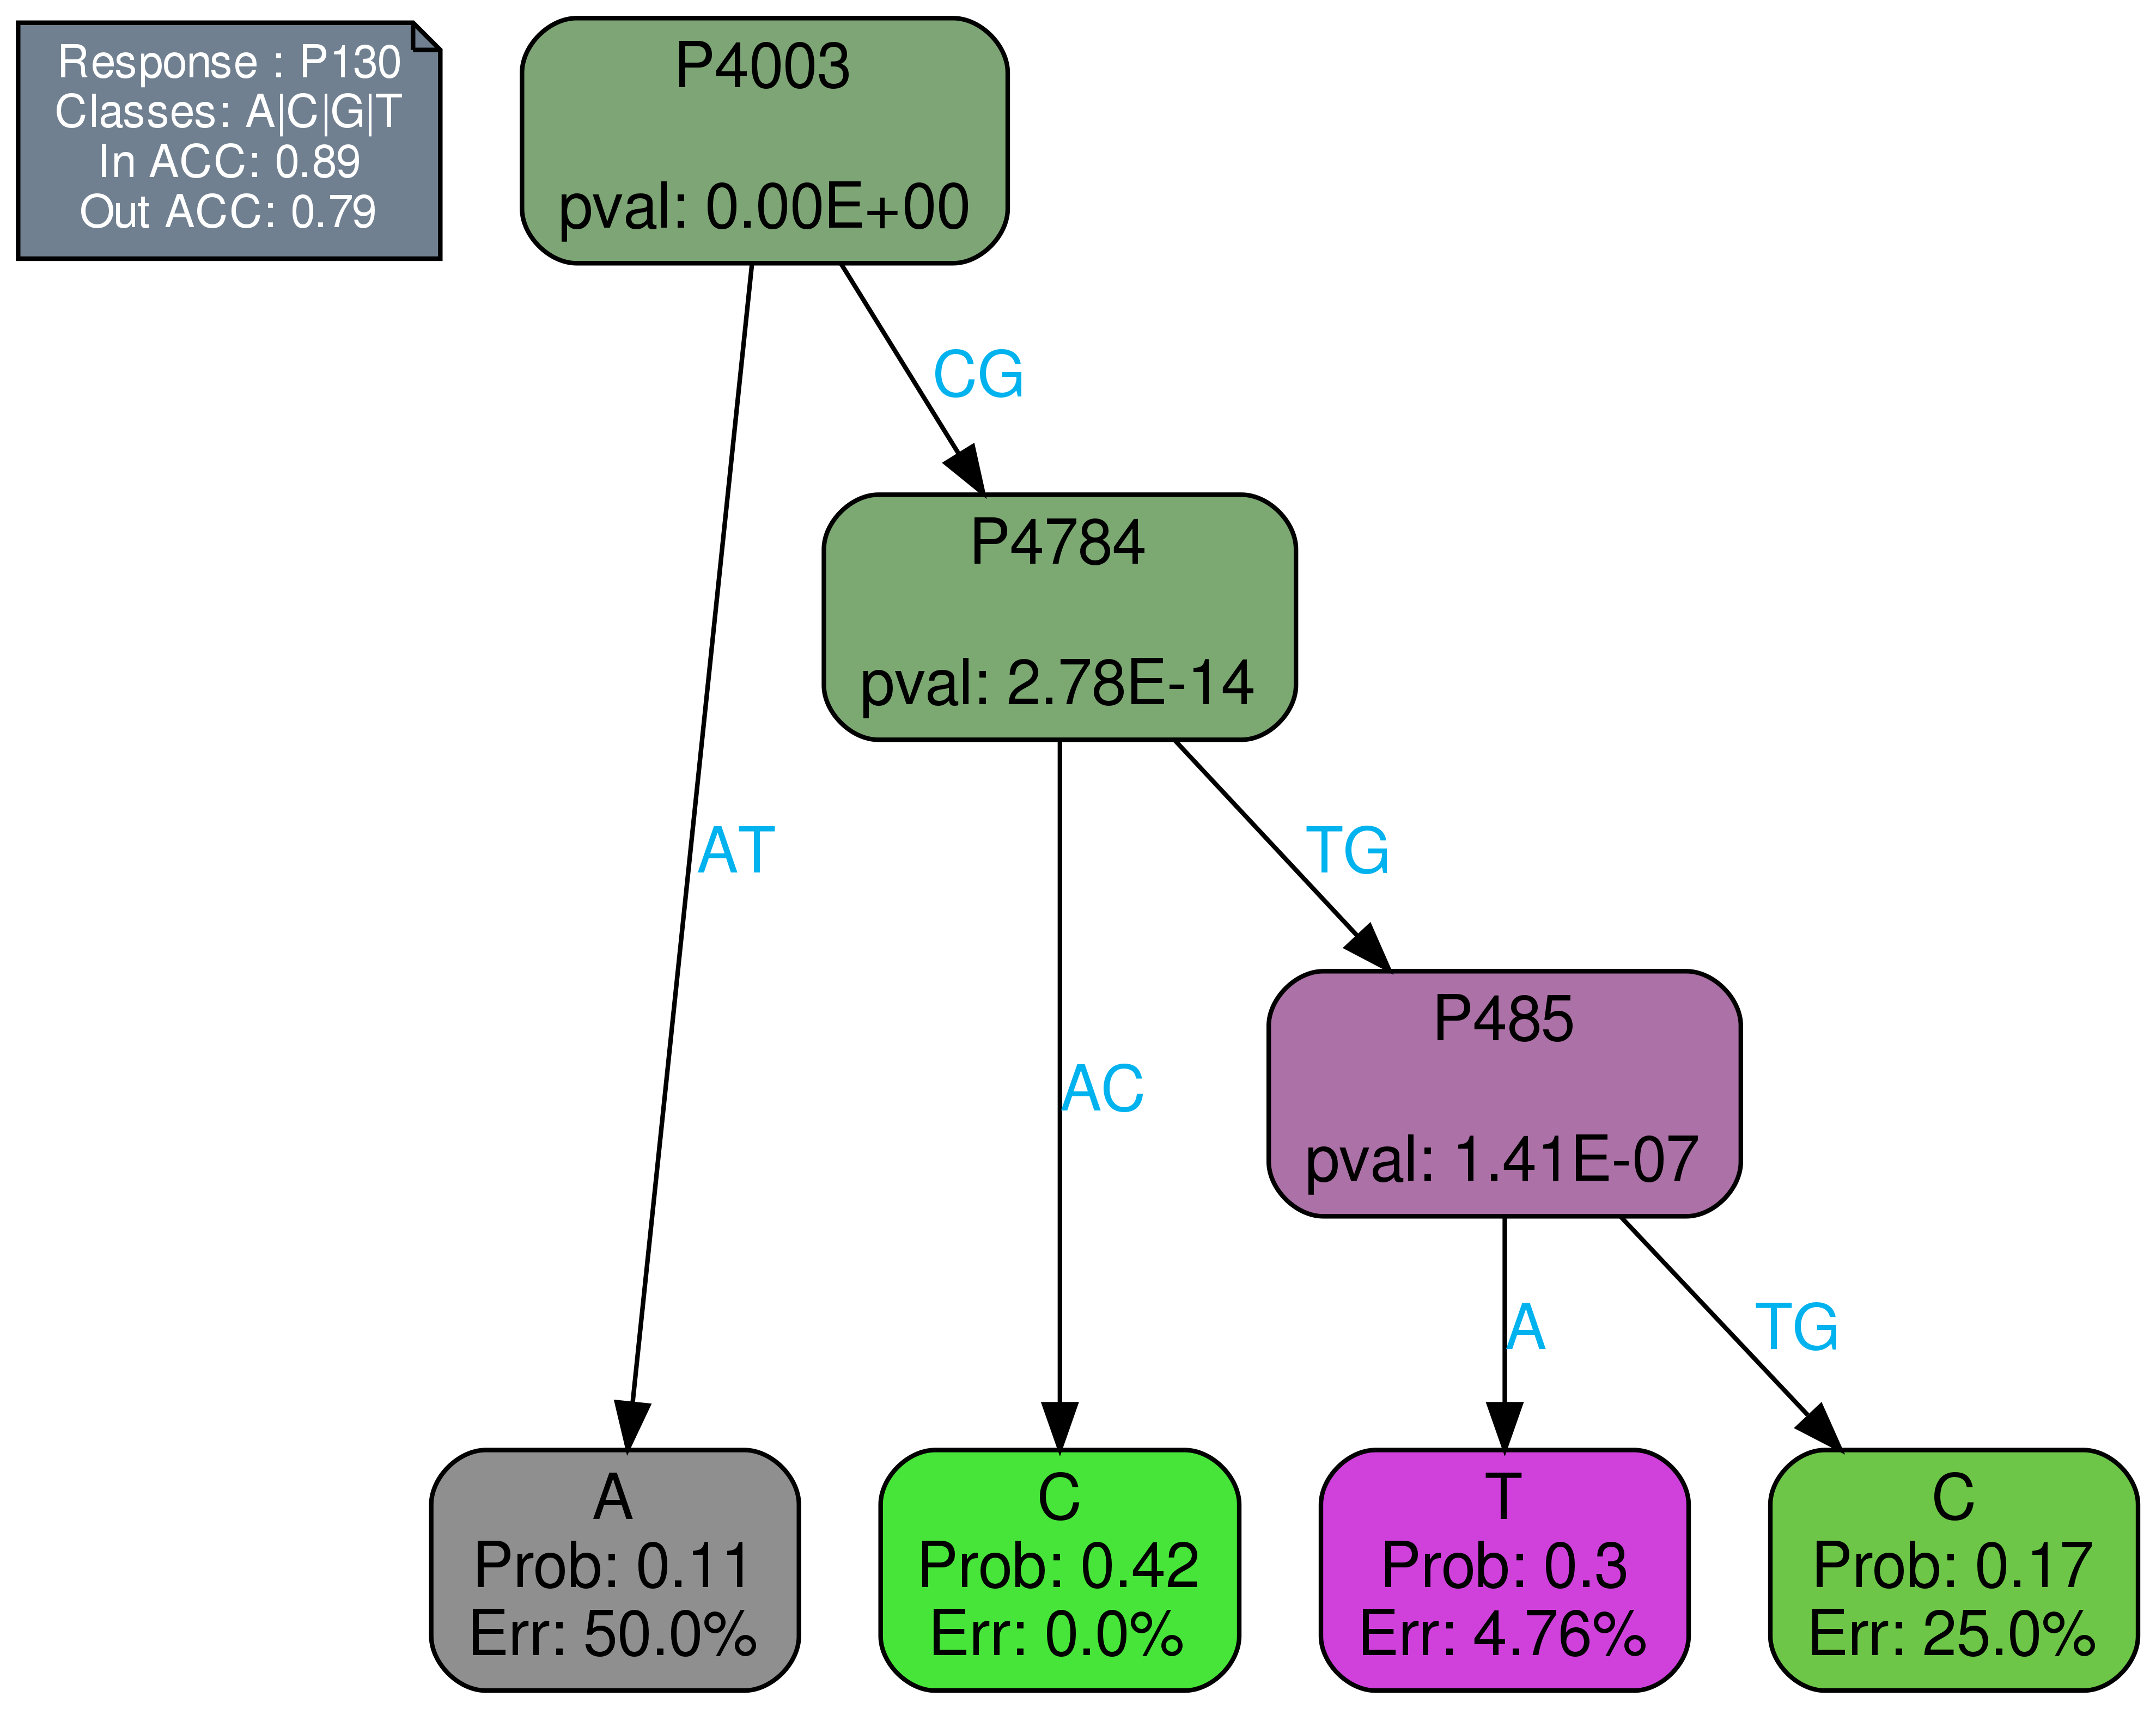 Response : P130
Classes: A|C|G|T
In ACC: 0.89
Out ACC: 0.79
P4003
pval: 0.00E+00
CG
P4784
pval: 2.78E-14
AT
TG
P485
pval: 1.41E-07
AC
A
TG
A
Prob: 0.11
Err: 50.0%
C
Prob: 0.42
Err: 0.0%
T
Prob: 0.3
Err: 4.76%
C
Prob: 0.17
Err: 25.0%